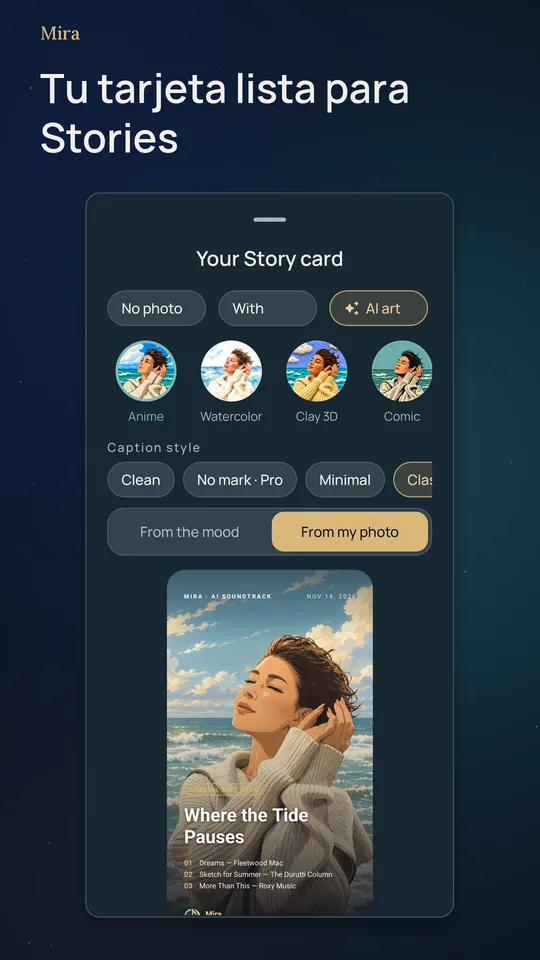 Mira
Tu tarjeta lista para
Stories
Your Story card
No photo
With
AI art
Anime
Watercolor
Clay 3D
Comic
Caption style
Clean
No mark · Pro
Minimal
Clas
From the mood
From my photo
MIRA · AI SOUNDTRACK
NOV 14, 202
Where the Tide
Pauses
01 Dreams — Fleetwood Mac
02 Sketch for Summer — The Durutti Column
03 More Than This — Roxy Music
Mira